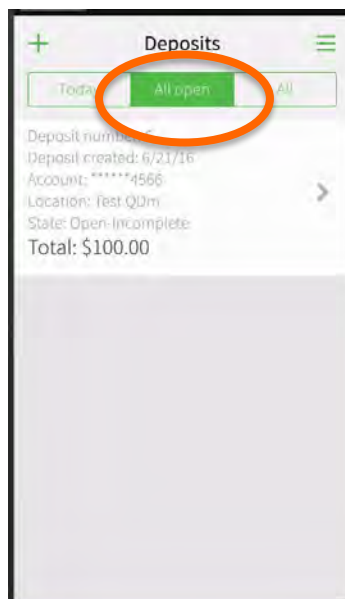 + Deposits
Today All open All
Deposit number:
Deposit created: 6/21/16
Account: ******4566
Location: Test QDm
State: Open-Incomplete
Total: $100.00